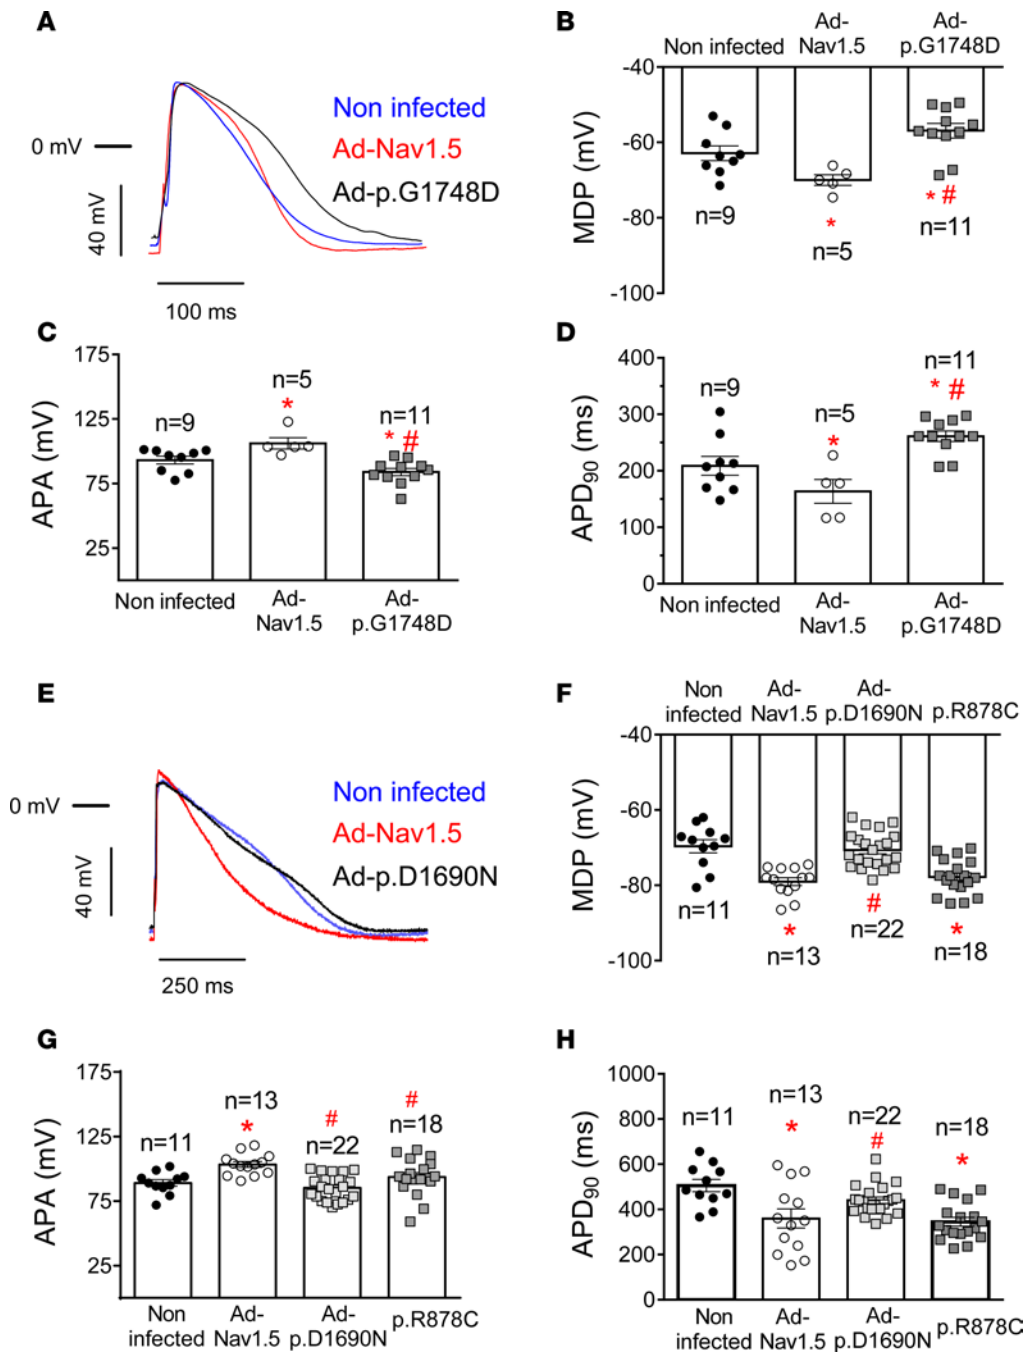 A
Non infected
Ad-Nav1.5
Ad-p.G1748D
0 mV
40 mV
100 ms
B
Non infected
Ad-
Nav1.5
Ad-
p.G1748D
MDP (mV)
-40
-60
-80
-100
n=9
*
n=5
* #
n=11
C
APA (mV)
175
125
75
25
n=9
n=5
*
n=11
* #
Non infected
Ad-
Nav1.5
Ad-
p.G1748D
D
APD90 (ms)
400
300
200
100
0
n=9
n=5
*
n=11
* #
Non infected
Ad-
Nav1.5
Ad-
p.G1748D
E
Non infected
Ad-Nav1.5
Ad-p.D1690N
0 mV
40 mV
250 ms
F
Non
infected
Ad-
Nav1.5
Ad-
p.D1690N
p.R878C
MDP (mV)
-40
-60
-80
-100
n=11
*
n=13
#
n=22
*
n=18
G
APA (mV)
175
125
75
25
n=11
n=13
*
#
n=22
#
n=18
Non
infected
Ad-
Nav1.5
Ad-
p.D1690N
p.R878C
H
APD90 (ms)
1000
800
600
400
200
0
n=11
n=13
*
n=22
#
n=18
*
Non
infected
Ad-
Nav1.5
Ad-
p.D1690N
p.R878C